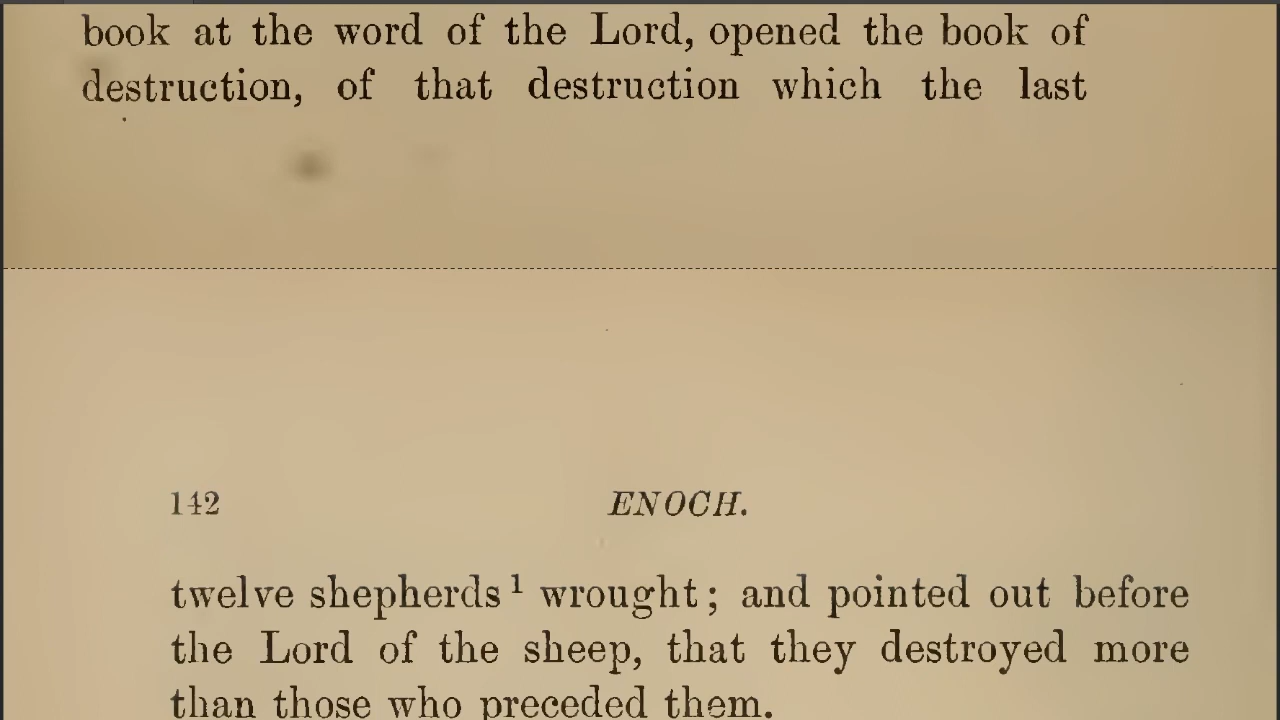 book at the word of the Lord, opened the book of
destruction, of that destruction which the last
142
ENOCH.
twelve shepherds¹ wrought; and pointed out before
the Lord of the sheep, that they destroyed more
than those who preceded them.